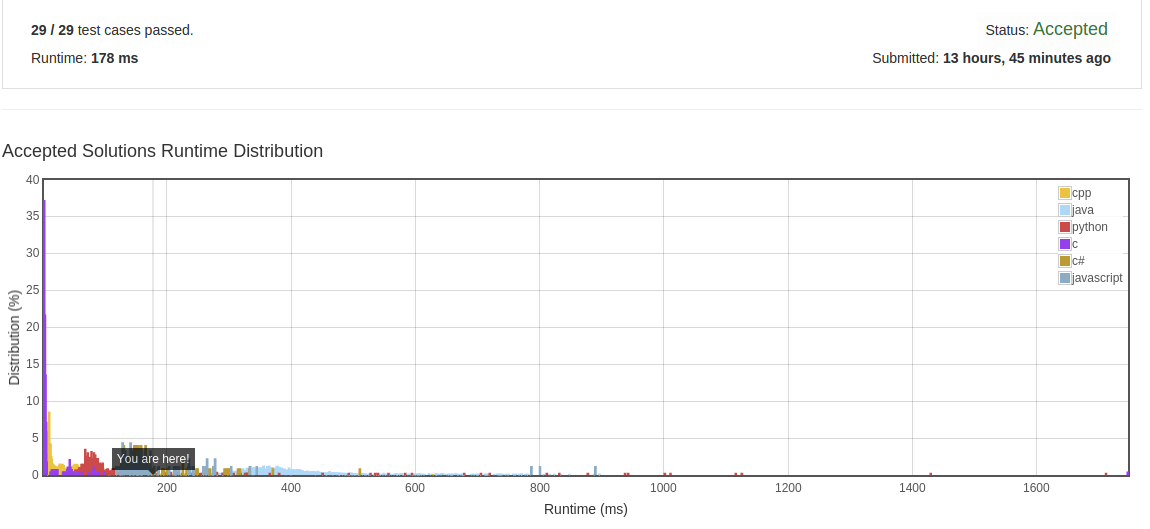 29 / 29 test cases passed.
Status: Accepted
Runtime: 178 ms
Submitted: 13 hours, 45 minutes ago
Accepted Solutions Runtime Distribution
40
35
30
25
20
15
10
5
0
Distribution (%)
cpp
java
python
c
c#
javascript
You are here!
200 400 600 800 1000 1200 1400 1600
Runtime (ms)